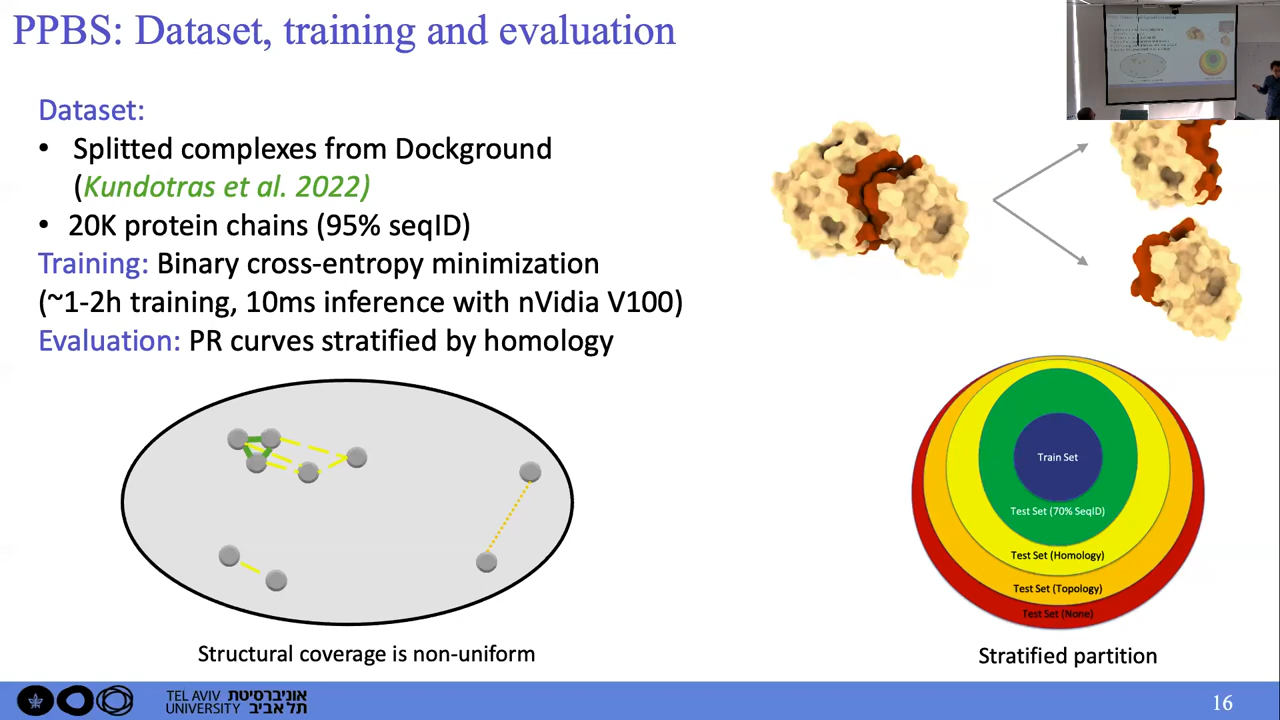 PPBS: Dataset, training and evaluation
Dataset:
• Splitted complexes from Dockground
(Kundotras et al. 2022)
• 20K protein chains (95% seqID)
Training: Binary cross-entropy minimization
(~1-2h training, 10ms inference with nVidia V100)
Evaluation: PR curves stratified by homology
Structural coverage is non-uniform
Train Set
Test Set (70% SeqID)
Test Set (Homology)
Test Set (Topology)
Test Set (None)
Stratified partition
TEL AVIV אוניברסיטת
UNIVERSITY תל אביב
16